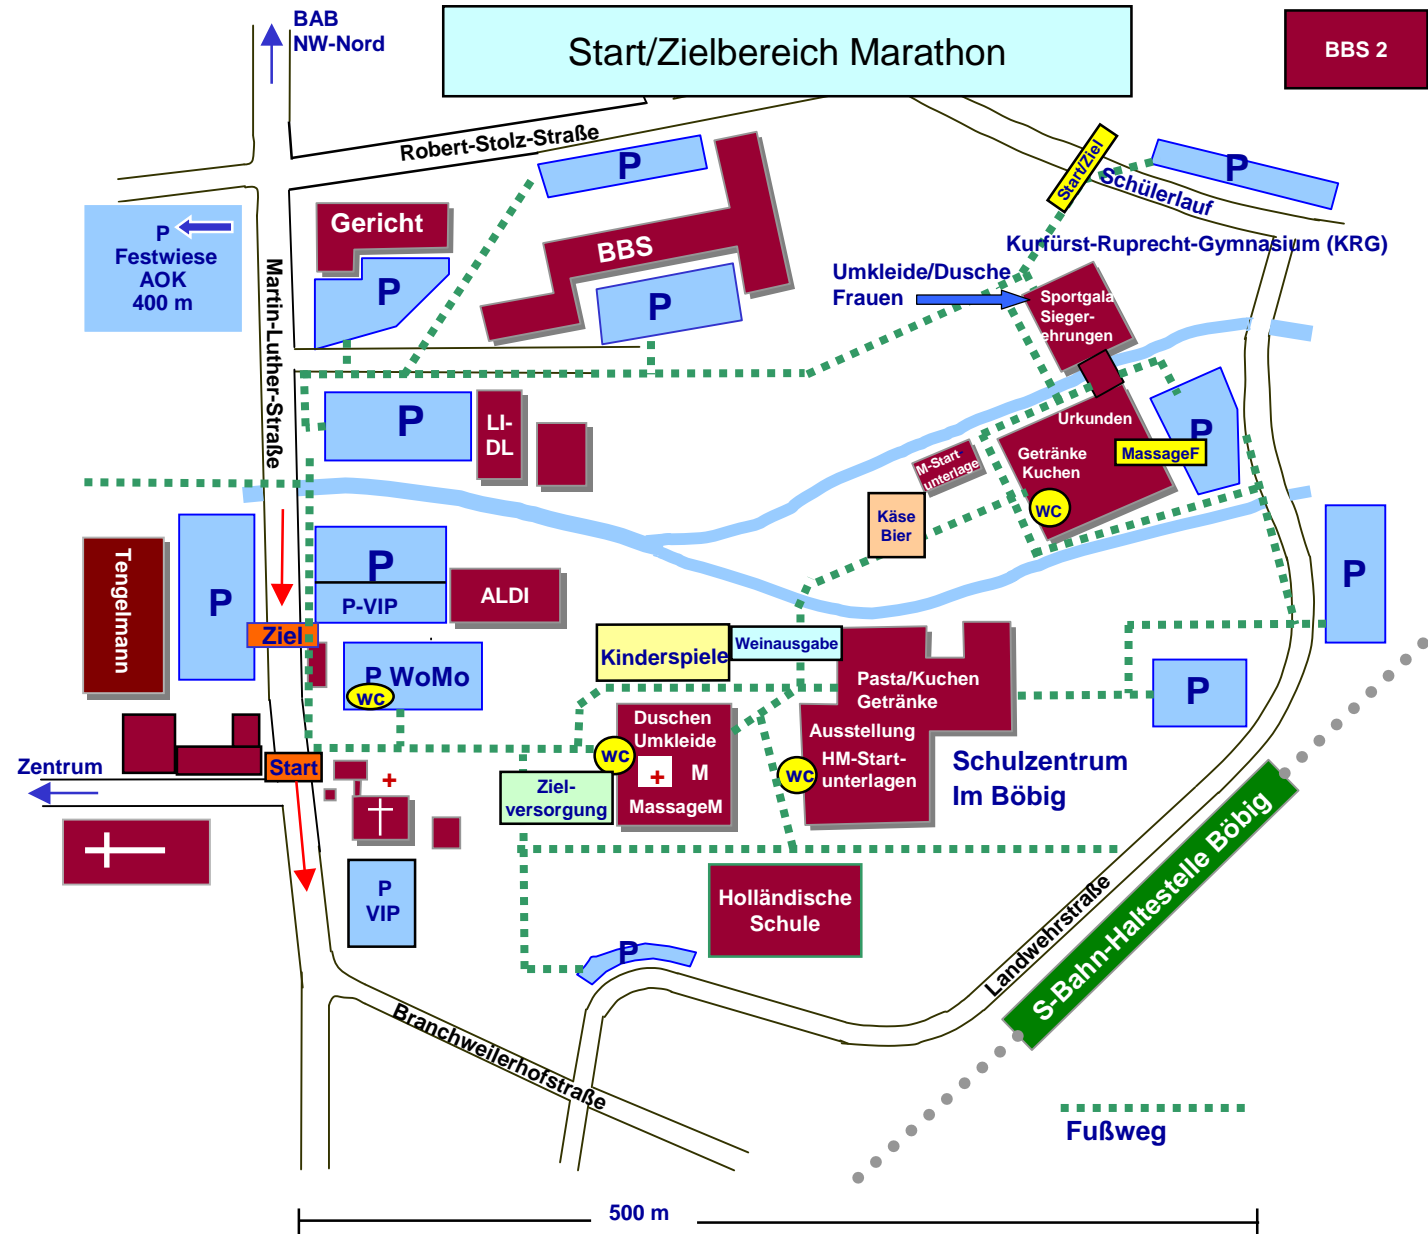 BAB
NW-Nord
Start/Zielbereich Marathon
BBS 2
Robert-Stolz-Straße
P
Start/Ziel
P
Schülerlauf
Kurfürst-Ruprecht-Gymnasium (KRG)
P
Festwiese
AOK
400 m
Gericht
P
BBS
P
Umkleide/Dusche
Frauen
Sportgala
Sieger-
ehrungen
Martin-Luther-Straße
P
LI-
DL
Urkunden
Getränke
Kuchen
P
MassageF
M-Start-
unterlage
WC
Käse
Bier
Tengelmann
P
P
P-VIP
ALDI
P
Ziel
P WoMo
WC
Kinderspiele
Weinausgabe
Pasta/Kuchen
Getränke
Ausstellung
HM-Start-
unterlagen
WC
P
Duschen
Umkleide
M
MassageM
WC
Schulzentrum
Im Böbig
Zentrum
Start
Ziel-
versorgung
P
VIP
Holländische
Schule
P
Landwehrstraße
S-Bahn-Haltestelle Böbig
Branchweilerhofstraße
Fußweg
500 m